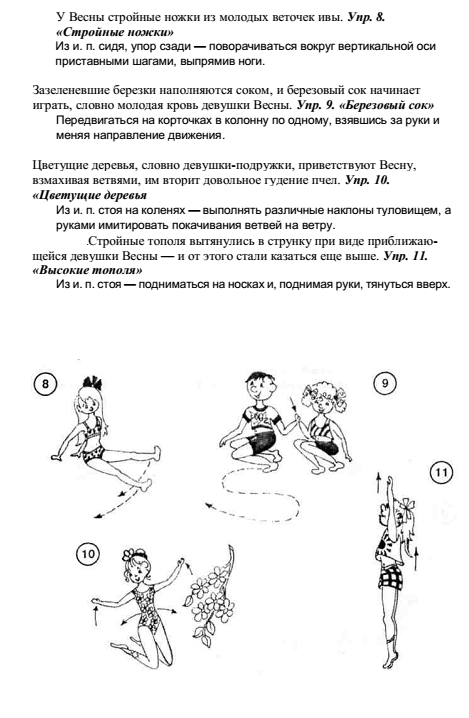 У Весны стройные ножки из молодых веточек ивы. Упр. 8.
«Стройные ножки»
Из и. п. сидя, упор сзади — поворачиваться вокруг вертикальной оси
приставными шагами, выпрямив ноги.
Зазеленевшие березки наполняются соком, и березовый сок начинает
играть, словно молодая кровь девушки Весны. Упр. 9. «Березовый сок»
Передвигаться на корточках в колонну по одному, взявшись за руки и
меняя направление движения.
Цветущие деревья, словно девушки-подружки, приветствуют Весну,
взмахивая ветвями, им вторит довольное гудение пчел. Упр. 10.
«Цветущие деревья
Из и. п. стоя на коленях — выполнять различные наклоны туловищем, а
руками имитировать покачивания ветвей на ветру.
.Стройные тополя вытянулись в струнку при виде приближаю-
щейся девушки Весны — и от этого стали казаться еще выше. Упр. 11.
«Высокие тополя»
Из и. п. стоя — подниматься на носках и, поднимая руки, тянуться вверх.
8
9
11
10